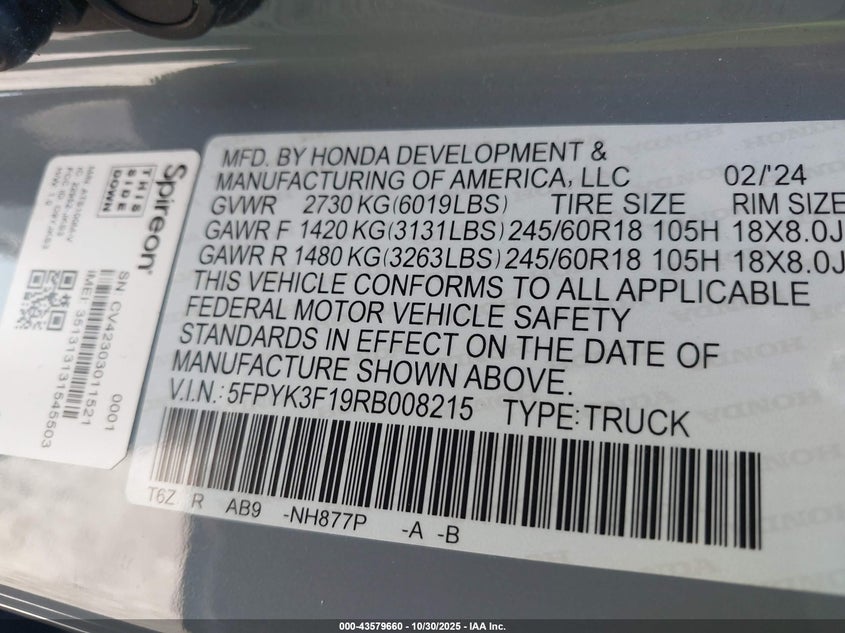 MFD. BY HONDA DEVELOPMENT &
MANUFACTURING OF AMERICA, LLC 02/'24
GVWR 2730 KG(6019LBS) TIRE SIZE RIM SIZE
GAWR F 1420 KG(3131LBS) 245/60R18 105H 18X8.0J
GAWR R 1480 KG(3263LBS) 245/60R18 105H 18X8.0J
THIS VEHICLE CONFORMS TO ALL APPLICABLE
FEDERAL MOTOR VEHICLE SAFETY
STANDARDS IN EFFECT ON THE DATE OF
MANUFACTURE SHOWN ABOVE.
V.I.N.: 5FPYK3F19RB008215 TYPE: TRUCK
T6Z R AB9 -NH877P -A -B
Spireon
THIS
SIDE
DOWN
SN: CV42303011521
0001
IMEI: 351313131545503
000-43579660 - 10/30/2025 - IAA Inc.